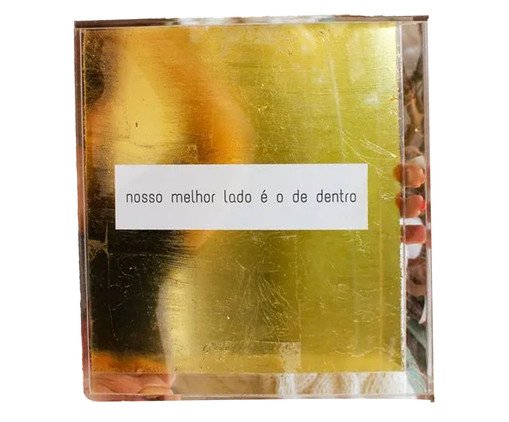 nosso melhor lado é o de dentro